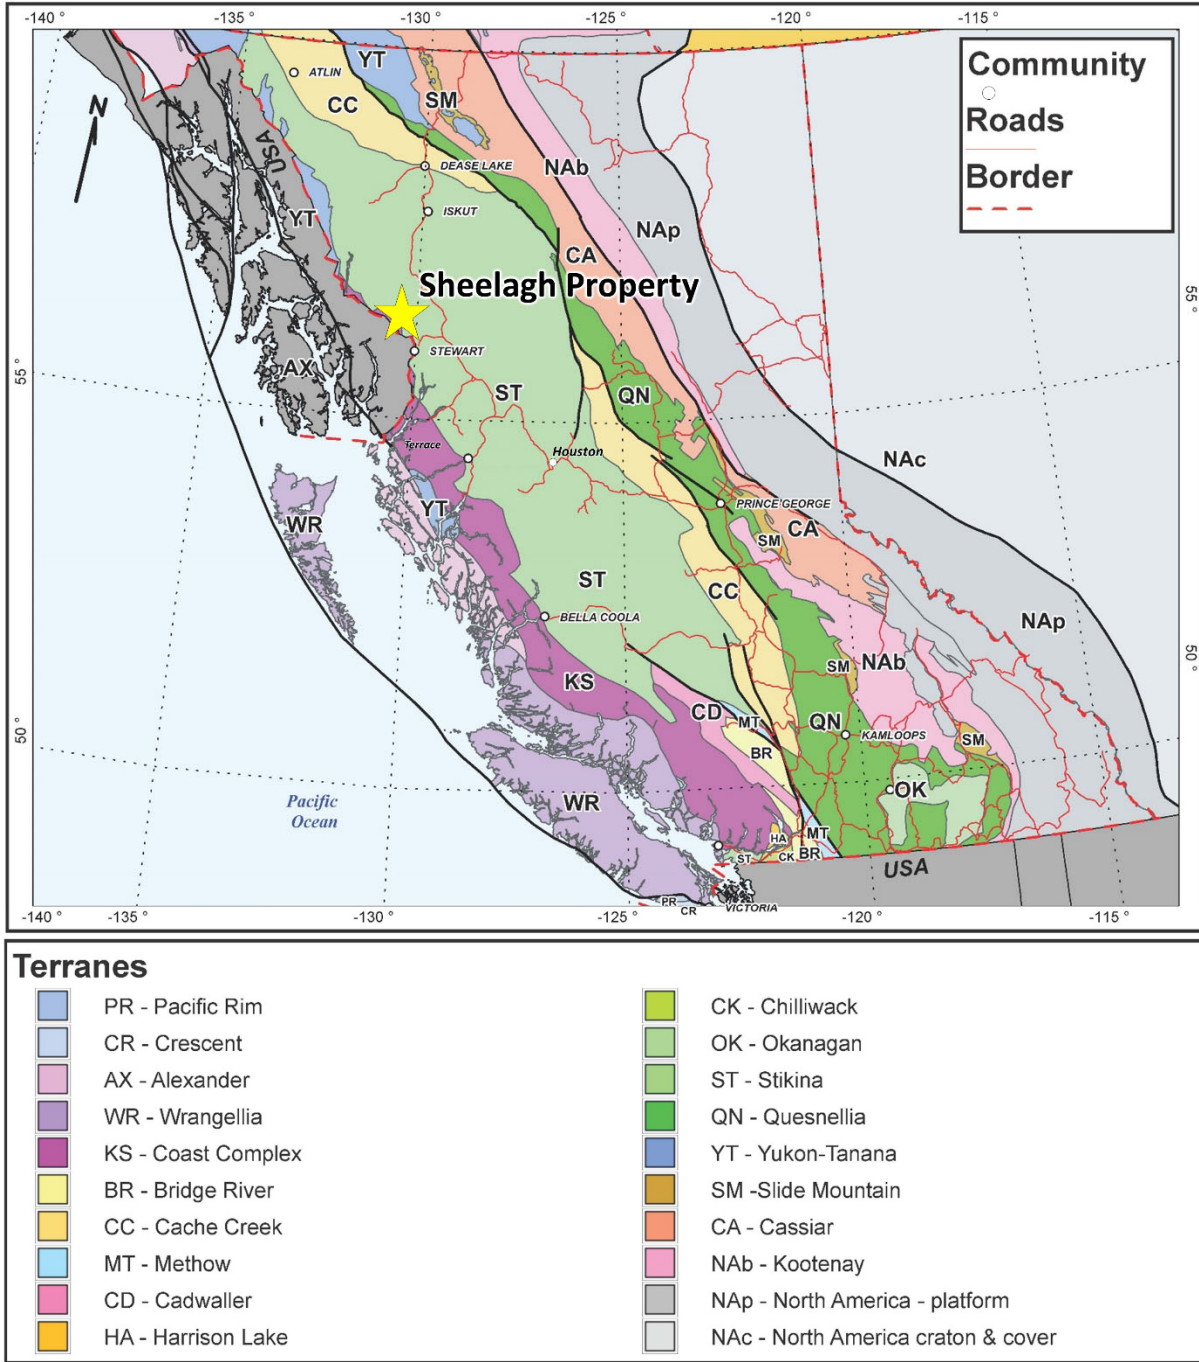 -140 °
-135 °
-130 °
-125 °
-120 °
-115 °
Community
Roads
Border
N
ATLIN
YT
CC
SM
USA
DEASE LAKE
NAb
YT
ISKUT
NAp
CA
Sheelagh Property
55 °
STEWART
55 °
AX
ST
QN
Terrace
Houston
NAc
PRINCE GEORGE
WR
YT
SM
CA
ST
CC
BELLA COOLA
NAp
SM
NAb
50 °
KS
CD
MT
QN
50 °
BR
KAMLOOPS
SM
Pacific
Ocean
WR
OK
HA
MT
ST
CK
BR
USA
PR
CR
VICTORIA
-140 °
-135 °
-130 °
-125 °
-120 °
-115 °
Terranes
PR - Pacific Rim
CR - Crescent
AX - Alexander
WR - Wrangellia
KS - Coast Complex
BR - Bridge River
CC - Cache Creek
MT - Methow
CD - Cadwaller
HA - Harrison Lake
CK - Chilliwack
OK - Okanagan
ST - Stikina
QN - Quesnellia
YT - Yukon-Tanana
SM -Slide Mountain
CA - Cassiar
NAb - Kootenay
NAp - North America - platform
NAc - North America craton & cover